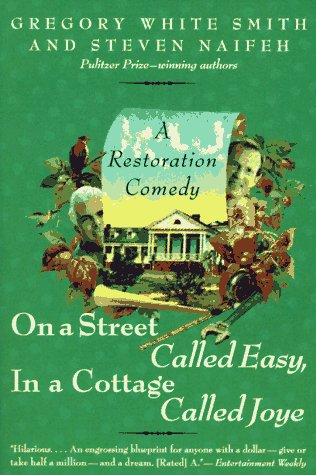 GREGORY WHITE SMITH
AND STEVEN NAIFEH
Pulitzer Prize–winning authors
A
Restoration
Comedy
On a Street
Called Easy,
In a Cottage
Called Joye
"Hilarious. . . . An engrossing blueprint for anyone with a dollar—give or
take half a million—and a dream. [Rated] A."—Entertainment Weekly